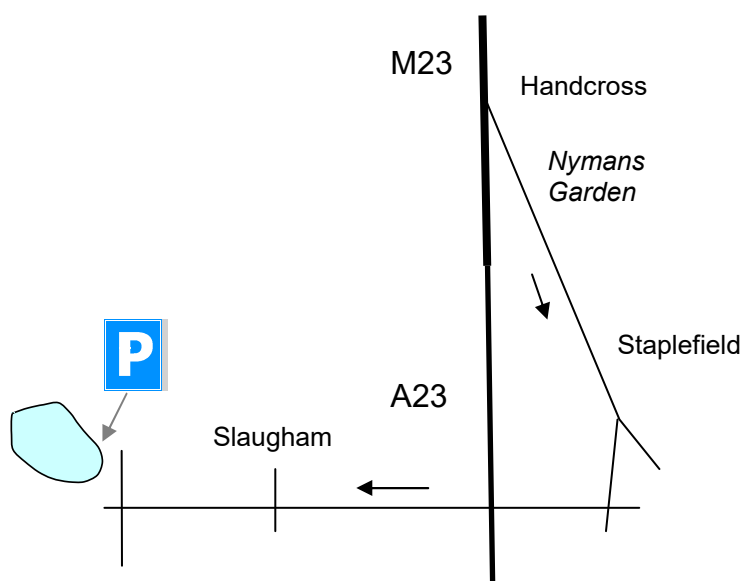 M23
Handcross
Nymans
Garden
P
Staplefield
A23
Slaugham